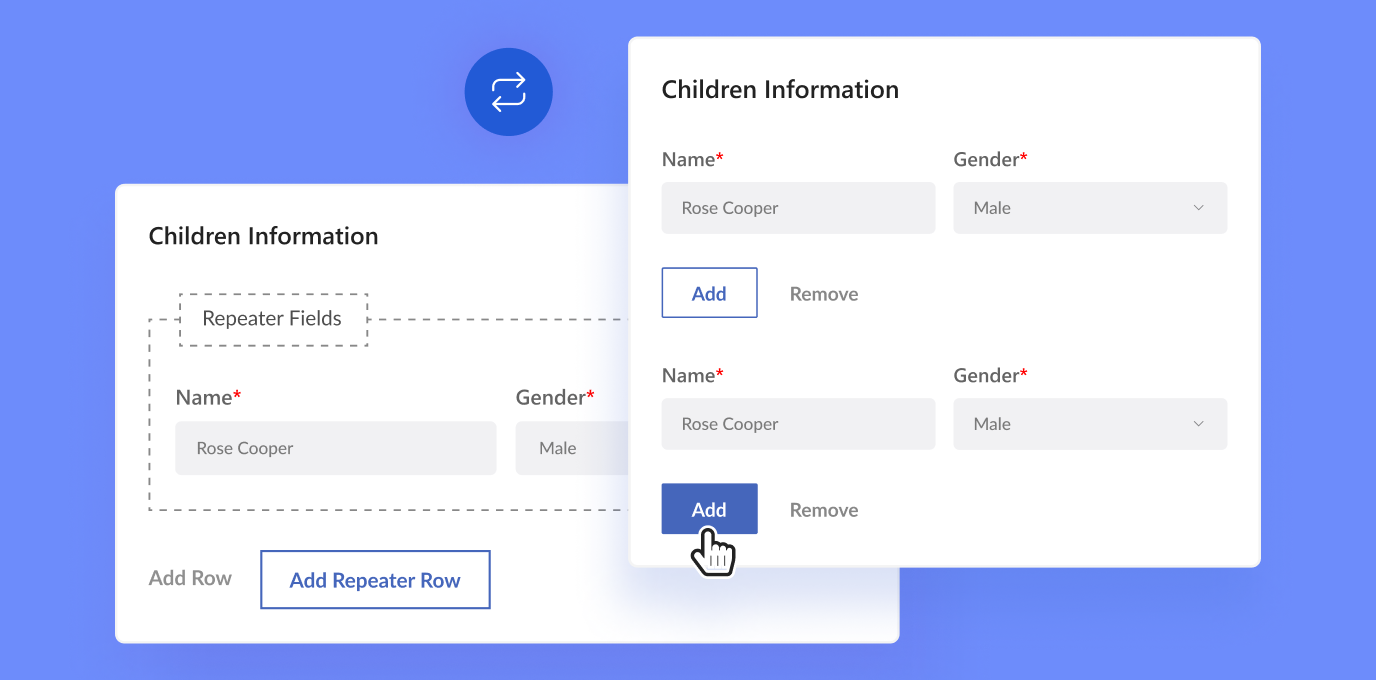 Children Information
Repeater Fields
Name* Gender*
Rose Cooper Male
Add Row Add Repeater Row
Children Information
Name* Gender*
Rose Cooper Male
Add Remove
Name* Gender*
Rose Cooper Male
Add Remove